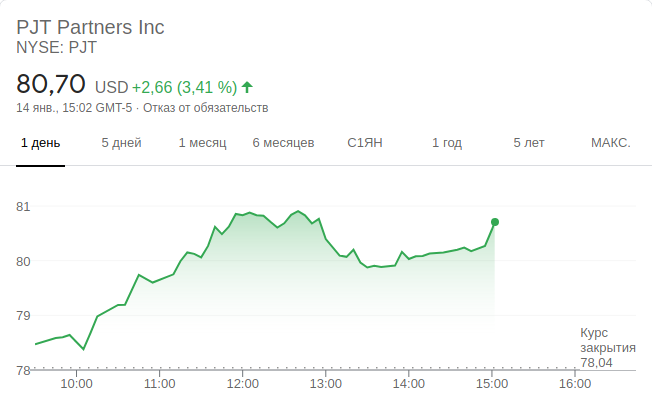 PJT Partners Inc
NYSE: PJT
80,70 USD +2,66 (3,41 %)
14 янв., 15:02 GMT-5 · Отказ от обязательств
1 день 5 дней 1 месяц 6 месяцев С1ЯН 1 год 5 лет МАКС.
81
80
79
Курс
закрытия
78,04
78
10:00 11:00 12:00 13:00 14:00 15:00 16:00